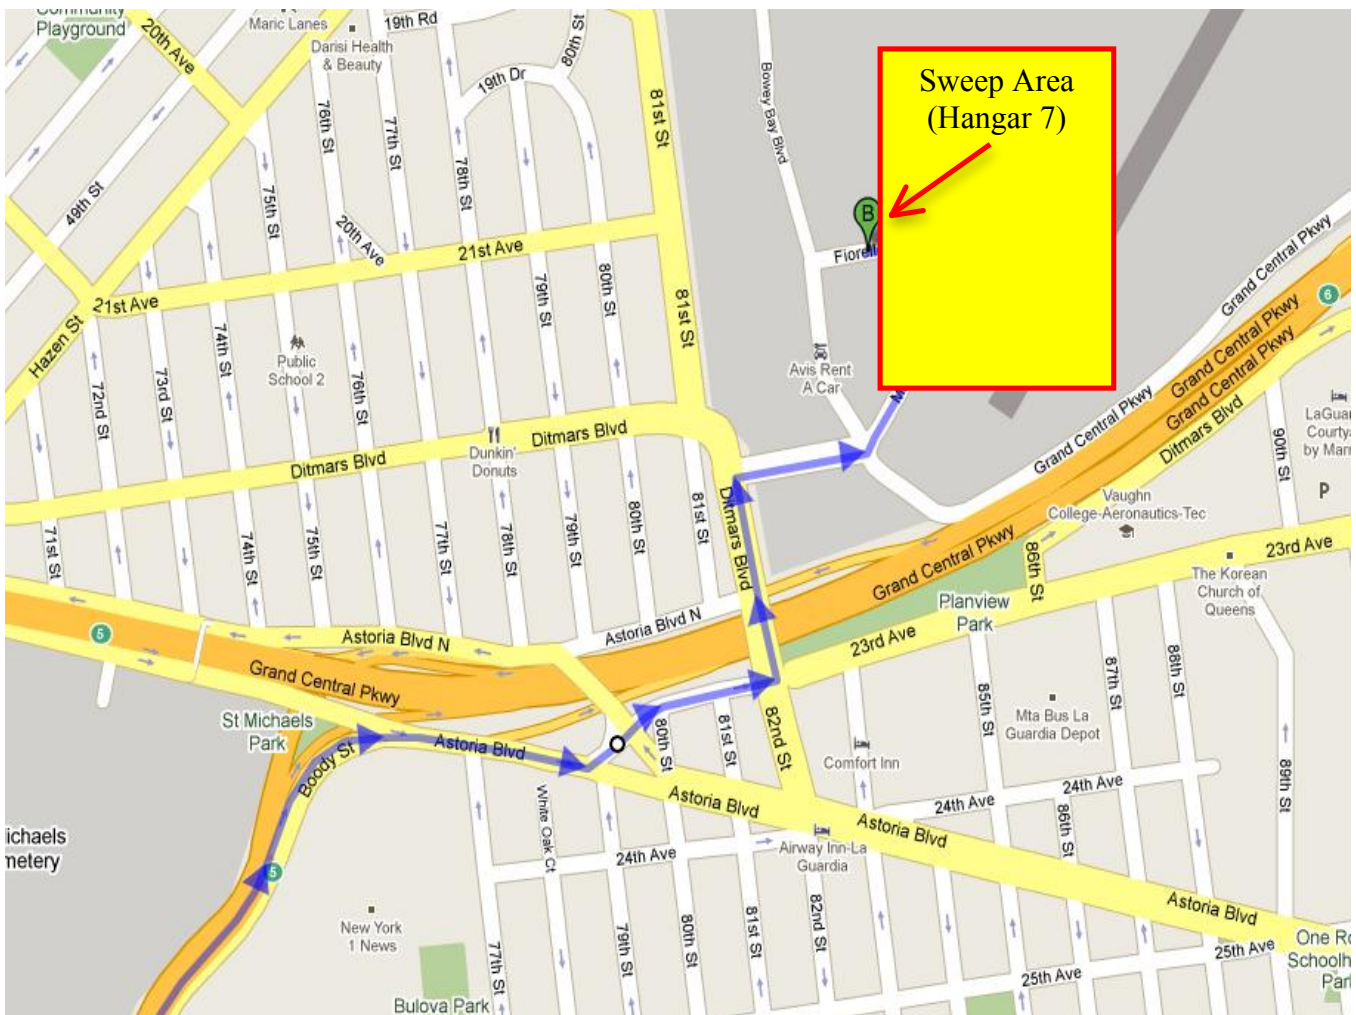 Community
Playground
20th Ave
Maric Lanes
Darisi Health
& Beauty
19th Rd
80th St
19th Dr
81st St
Bowey Bay Blvd
Sweep Area
(Hangar 7)
B
49th St
75th St
76th St
77th St
78th St
20th Ave
21st Ave
79th St
80th St
81st St
Grand Central Pkwy
21st Ave
Hazen St
72nd St
73rd St
74th St
Public
School 2
76th St
Avis Rent
A Car
Grand Central Pkwy
Grand Central Pkwy
6
Ditmars Blvd
Ditmars Blvd
Dunkin'
Donuts
Ditmars Blvd
Grand Central Pkwy
Ditmars Blvd
90th St
P
Vaughn
College-Aeronautics-Tec
71st St
74th St
75th St
77th St
78th St
79th St
80th St
81st St
Grand Central Pkwy
86th St
23rd Ave
The Korean
Church of
Queens
Planview
Park
5
Astoria Blvd N
Astoria Blvd N
23rd Ave
Grand Central Pkwy
St Michaels
Park
Boody St
Astoria Blvd
80th St
81st St
82nd St
85th St
87th St
88th St
Mta Bus La
Guardia Depot
Comfort Inn
89th St
White Oak Ct
Astoria Blvd
24th Ave
24th Ave
Astoria Blvd
86th St
24th Ave
Airway Inn-La
Guardia
5
New York
1 News
77th St
79th St
80th St
81st St
82nd St
Astoria Blvd
25th Ave
25th Ave
Bulova Park